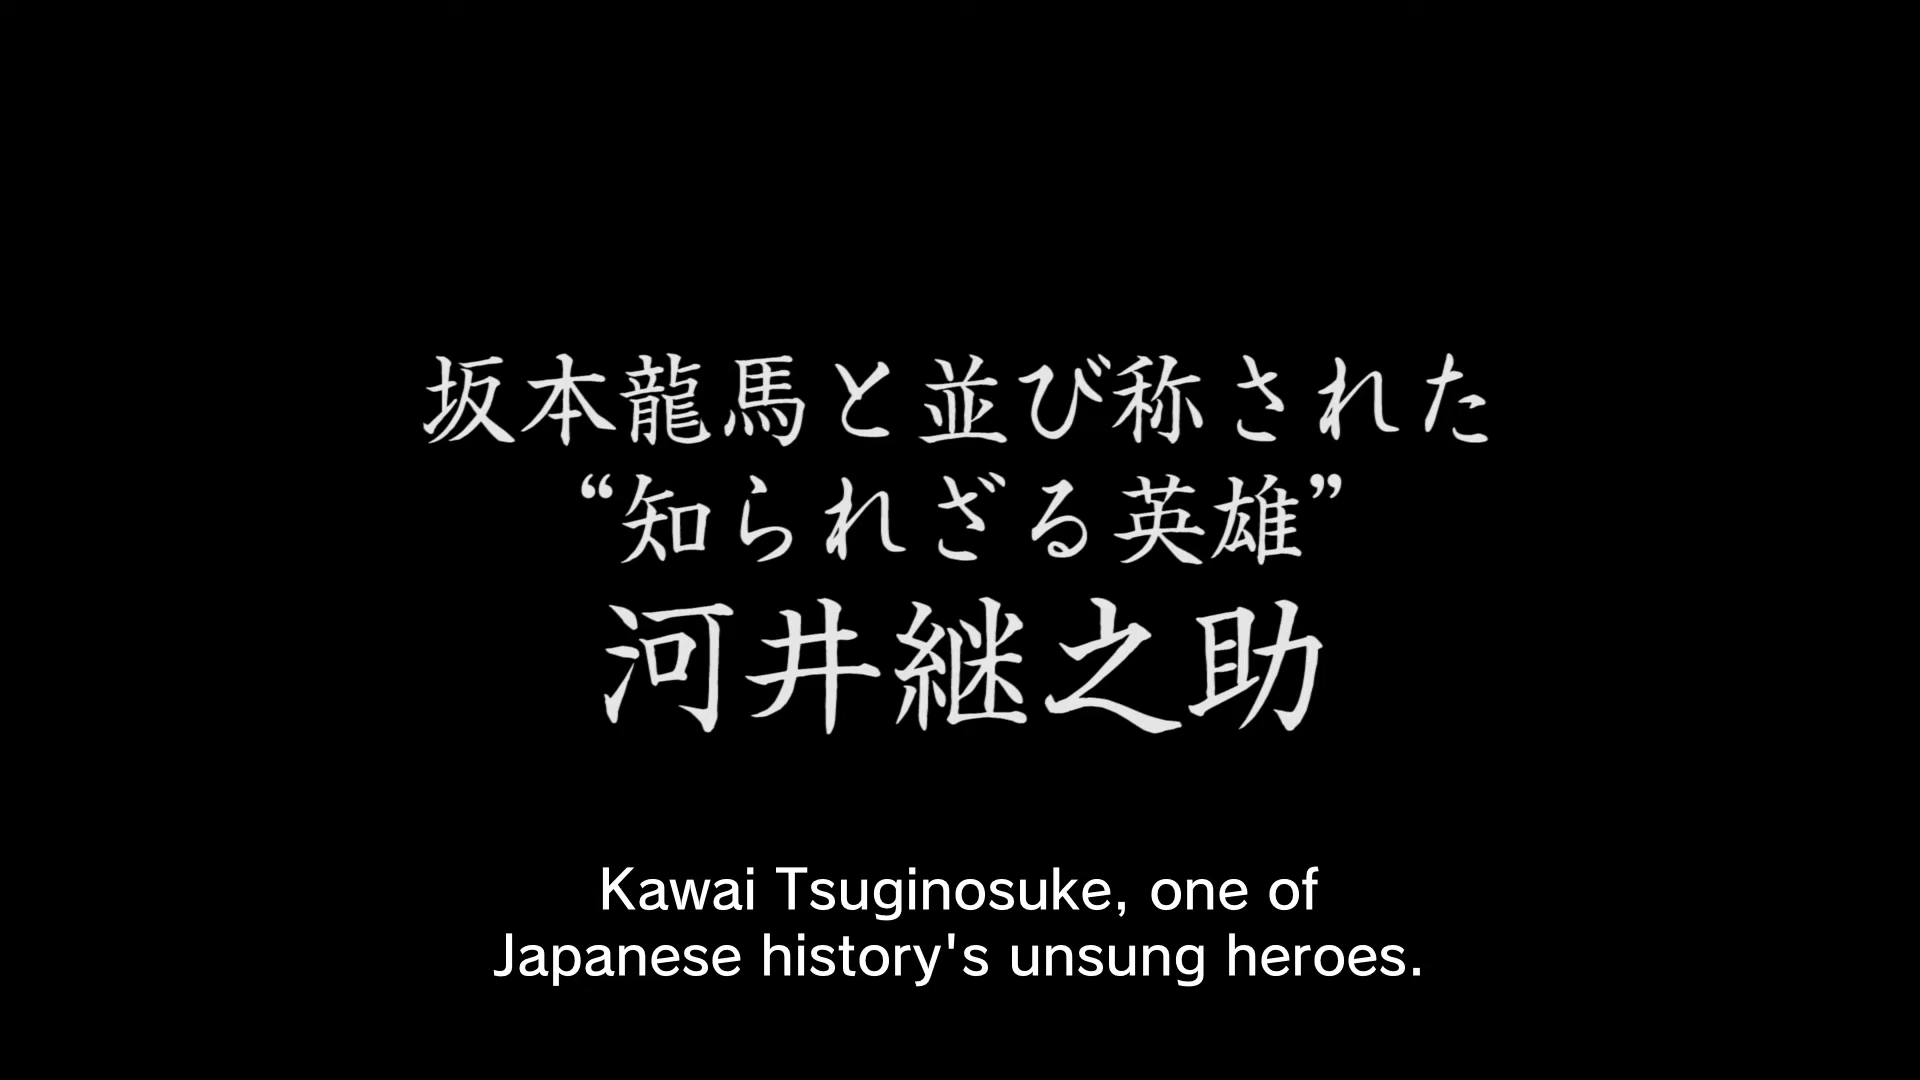 坂本龍馬と並び称された
“知られざる英雄”
河井継之助
Kawai Tsuginosuke, one of
Japanese history's unsung heroes.